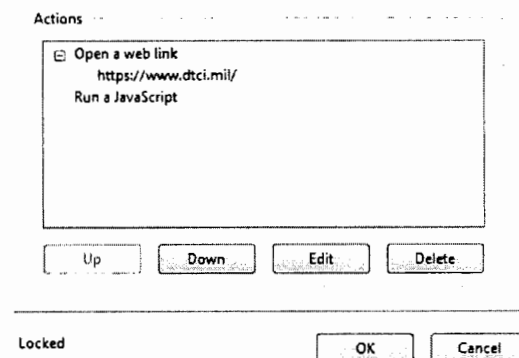 Actions
Open a web link
https://www.dtci.mil/
Run a JavaScript
Up Down Edit Delete
Locked OK Cancel